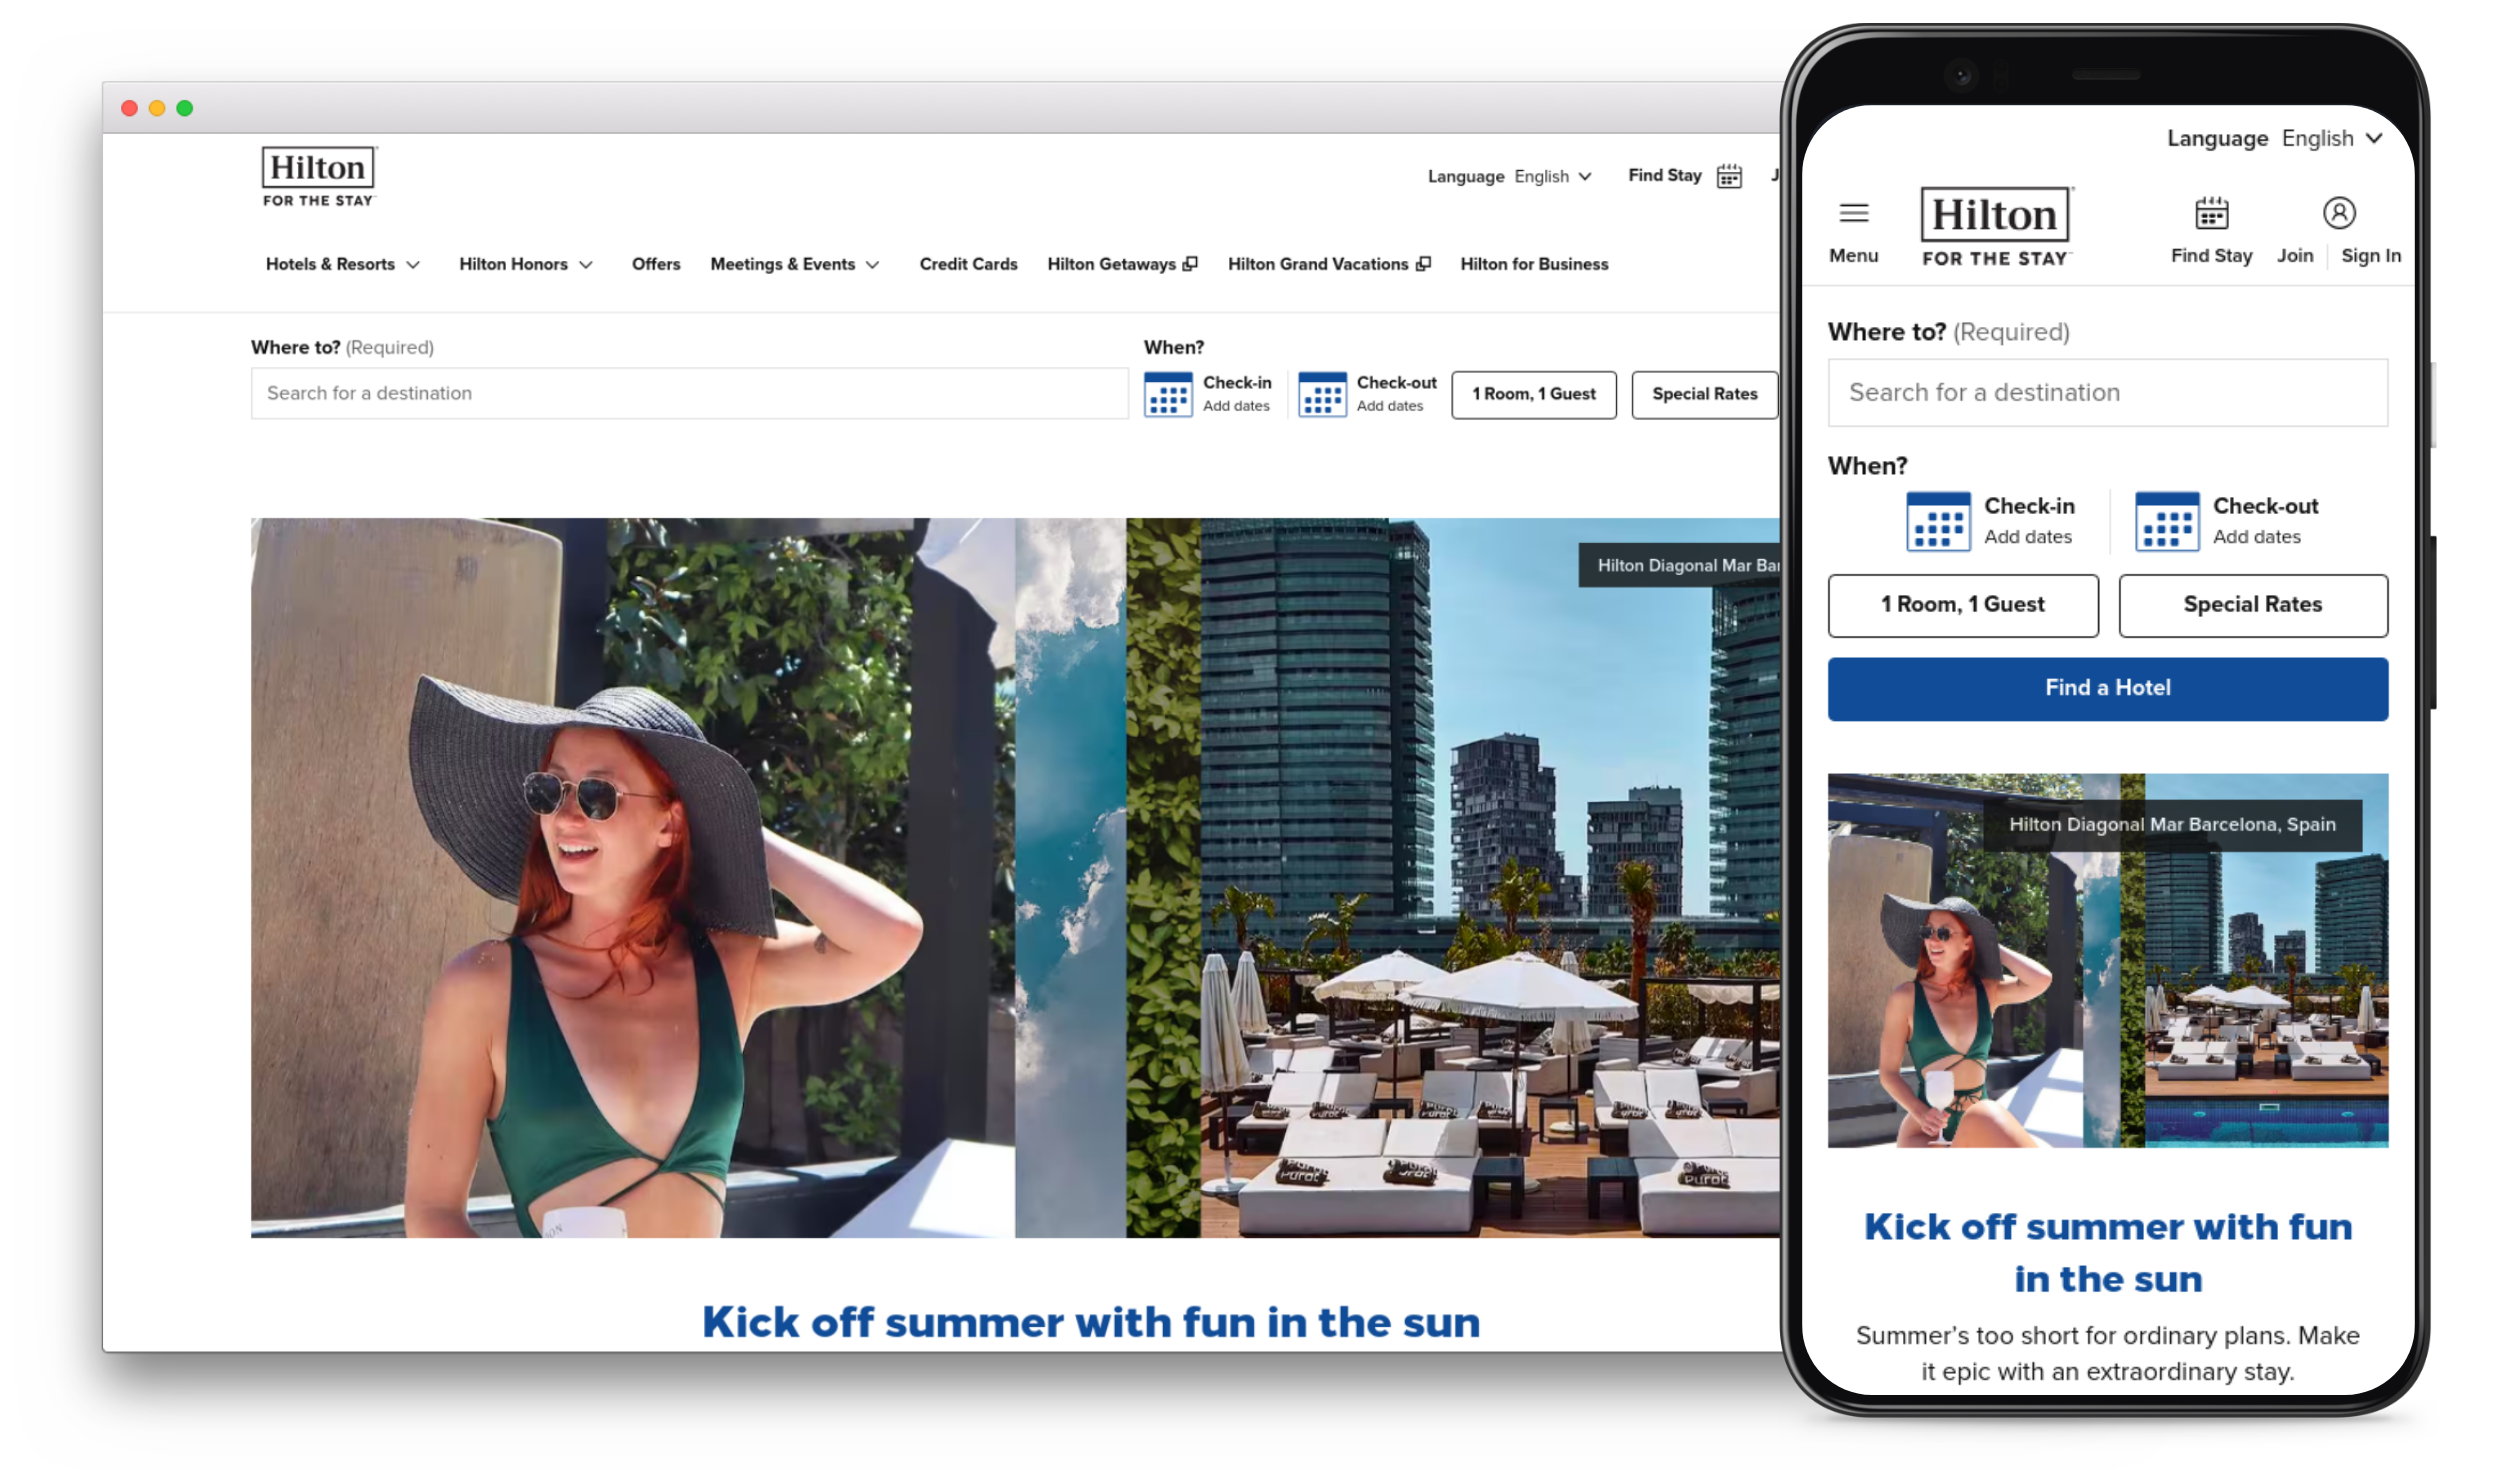 Hilton
FOR THE STAY
Language English
Find Stay
Hotels & Resorts
Hilton Honors
Offers
Meetings & Events
Credit Cards
Hilton Getaways
Hilton Grand Vacations
Hilton for Business
Where to? (Required)
Search for a destination
When?
Check-in
Add dates
Check-out
Add dates
1 Room, 1 Guest
Special Rates
Hilton Diagonal Mar
Kick off summer with fun in the sun
Language English
Menu
Hilton
FOR THE STAY
Find Stay
Join
Sign In
Where to? (Required)
Search for a destination
When?
Check-in
Add dates
Check-out
Add dates
1 Room, 1 Guest
Special Rates
Find a Hotel
Hilton Diagonal Mar Barcelona, Spain
Kick off summer with fun
in the sun
Summer’s too short for ordinary plans. Make
it epic with an extraordinary stay.